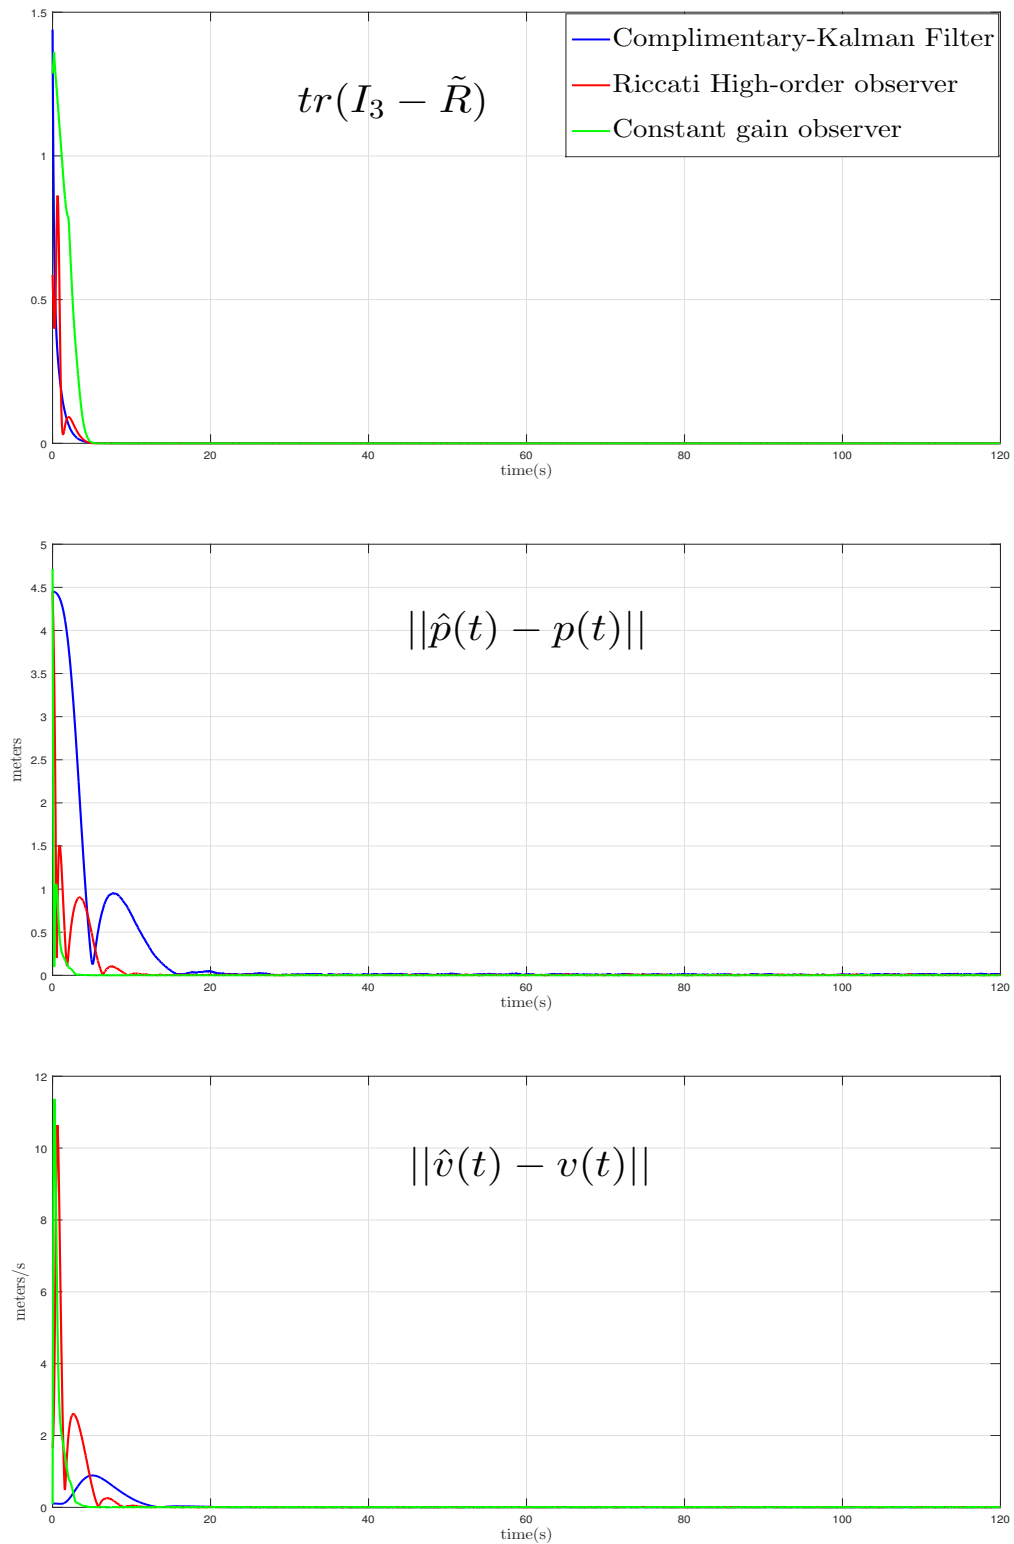 1.5
Complimentary-Kalman Filter
Riccati High-order observer
Constant gain observer
tr(I₃ − R̃)
1
0.5
0
0 20 40 60 80 100 120
time(s)
5
4.5
4
3.5
3
2.5
2
1.5
1
0.5
0
meters
||p̂(t) − p(t)||
0 20 40 60 80 100 120
time(s)
12
10
8
6
4
2
0
meters/s
||v̂(t) − v(t)||
0 20 40 60 80 100 120
time(s)